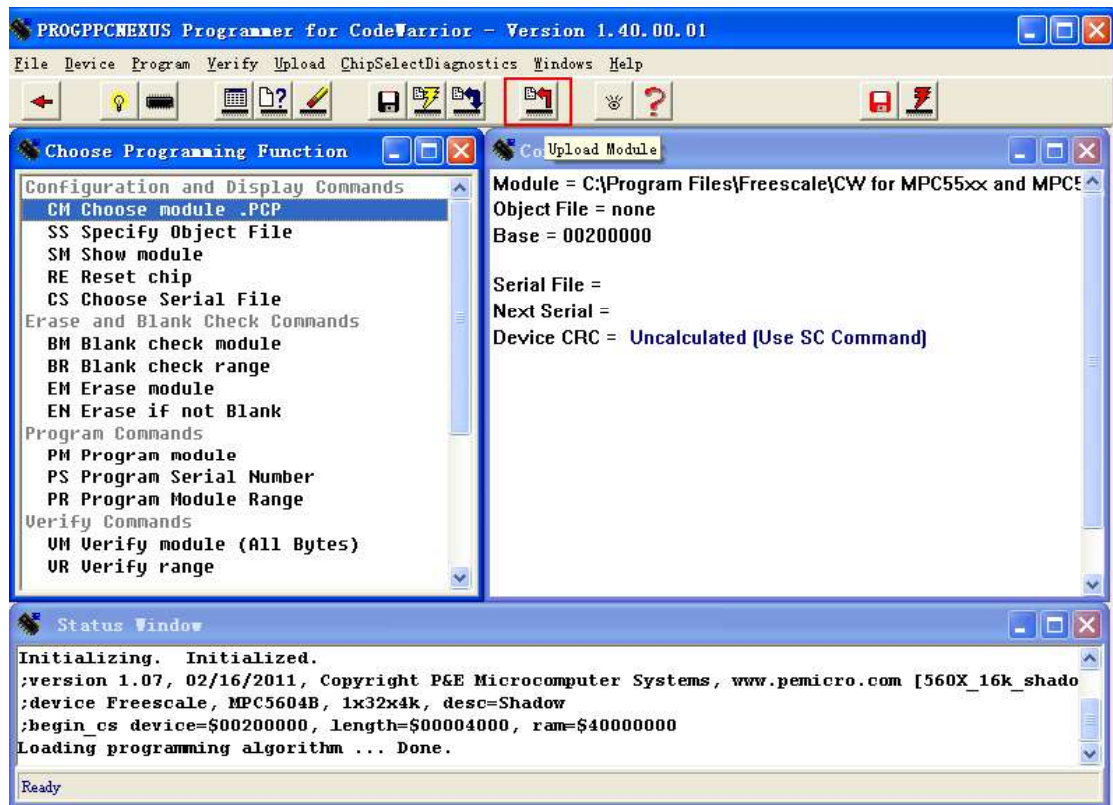 PROGPPCNEXUS Programmer for CodeWarrior - Version 1.40.00.01
File Device Program Verify Upload ChipSelectDiagnostics Windows Help
Choose Programming Function
Co
Upload Module
Configuration and Display Commands
CM Choose module .PCP
SS Specify Object File
SM Show module
RE Reset chip
CS Choose Serial File
Erase and Blank Check Commands
BM Blank check module
BR Blank check range
EM Erase module
EN Erase if not Blank
Program Commands
PM Program module
PS Program Serial Number
PR Program Module Range
Verify Commands
VM Verify module (All Bytes)
VR Verify range
Module = C:\Program Files\Freescale\CW for MPC55xx and MPC5
Object File = none
Base = 00200000
Serial File =
Next Serial =
Device CRC = Uncalculated (Use SC Command)
Status Window
Initializing. Initialized.
;version 1.07, 02/16/2011, Copyright P&E Microcomputer Systems, www.pemicro.com [560X_16k_shado
;device Freescale, MPC5604B, 1x32x4k, desc=Shadow
;begin_cs device=$00200000, length=$00004000, ram=$40000000
Loading programming algorithm ... Done.
Ready